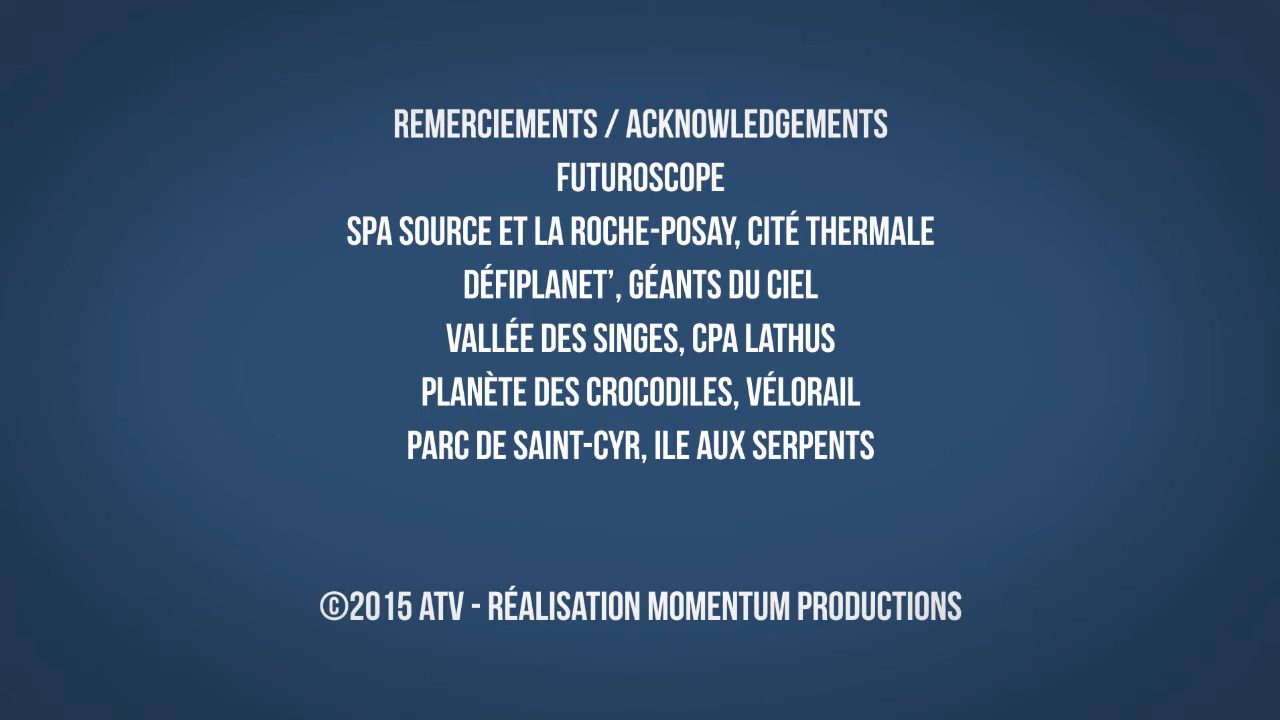 REMERCIEMENTS / ACKNOWLEDGEMENTS
FUTUROSCOPE
SPA SOURCE ET LA ROCHE-POSAY, CITÉ THERMALE
DÉFIPLANET’, GÉANTS DU CIEL
VALLÉE DES SINGES, CPA LATHUS
PLANÈTE DES CROCODILES, VÉLORAIL
PARC DE SAINT-CYR, ILE AUX SERPENTS
©2015 ATV - RÉALISATION MOMENTUM PRODUCTIONS